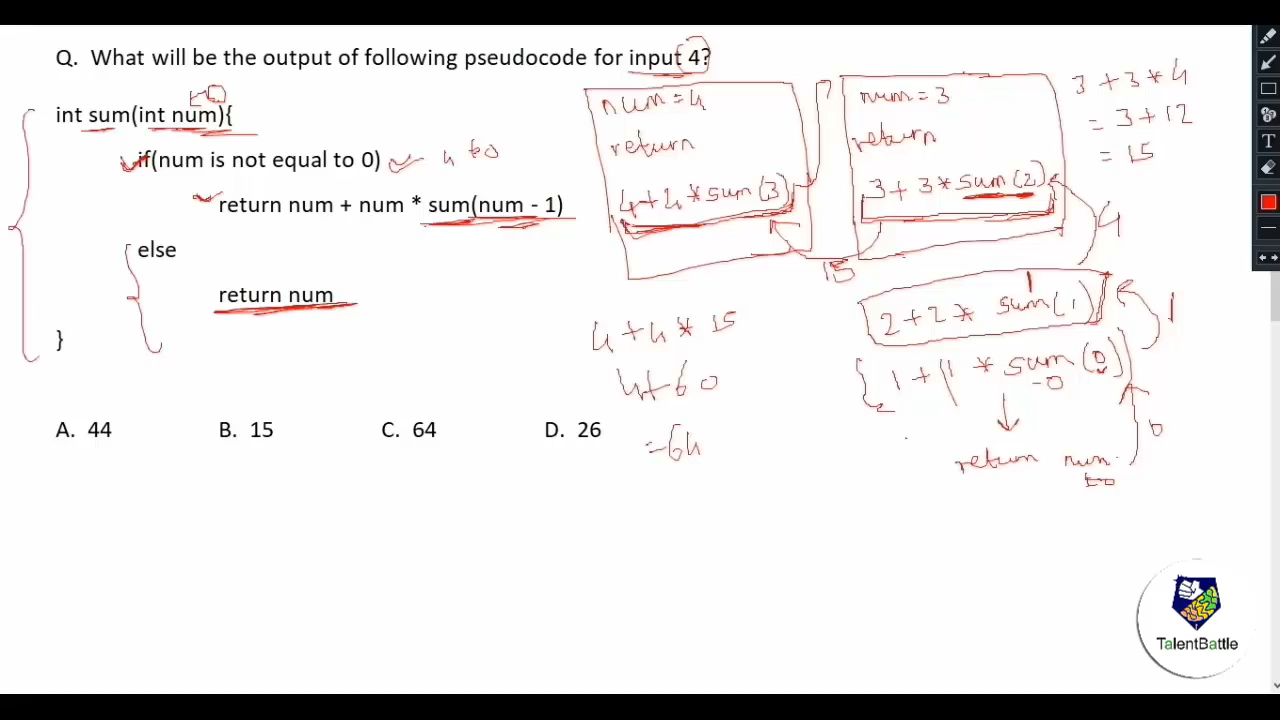 Q. What will be the output of following pseudocode for input 4?
int sum(int num){
if(num is not equal to 0)
return num + num * sum(num - 1)
else
return num
}
A. 44
B. 15
C. 64
D. 26
num = 4
return
4 + 4 * sum (3)
num = 3
return
3 + 3 * sum (2)
3 + 3 * 4
= 3 + 12
= 15
4
15
2 + 2 * sum (1)
1
1
1 + 1 * sum (0)
4 + 4 * 15
4 + 60
= 64
return num
TalentBattle